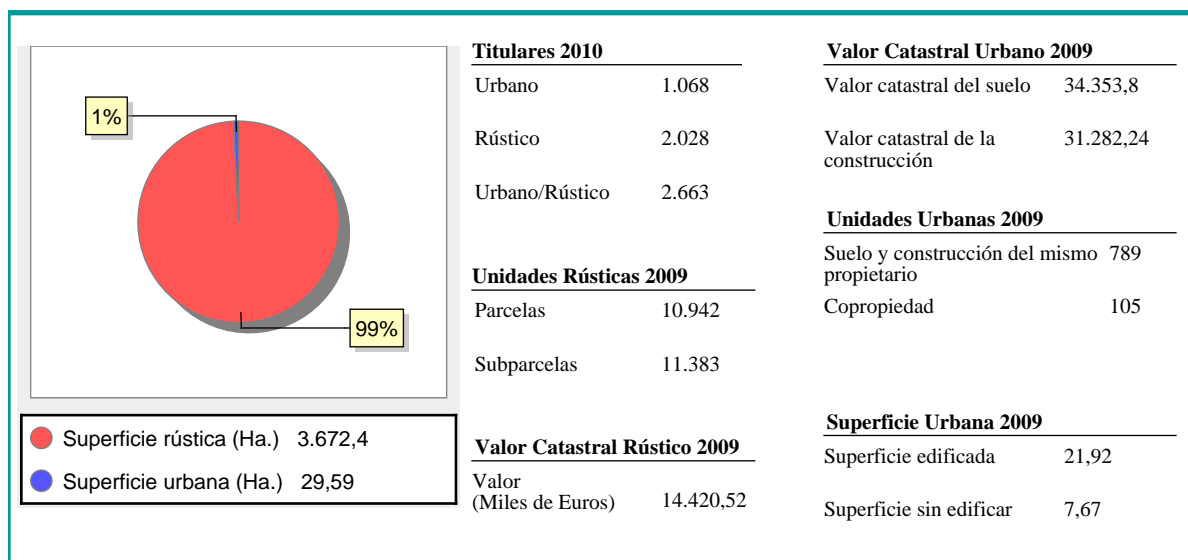 1%
99%
Superficie rústica (Ha.) 3.672,4
Superficie urbana (Ha.) 29,59
Titulares 2010
Urbano 1.068
Rústico 2.028
Urbano/Rústico 2.663
Unidades Rústicas 2009
Parcelas 10.942
Subparcelas 11.383
Valor Catastral Rústico 2009
Valor
(Miles de Euros) 14.420,52
Valor Catastral Urbano 2009
Valor catastral del suelo 34.353,8
Valor catastral de la 31.282,24
construcción
Unidades Urbanas 2009
Suelo y construcción del mismo 789
propietario
Copropiedad 105
Superficie Urbana 2009
Superficie edificada 21,92
Superficie sin edificar 7,67